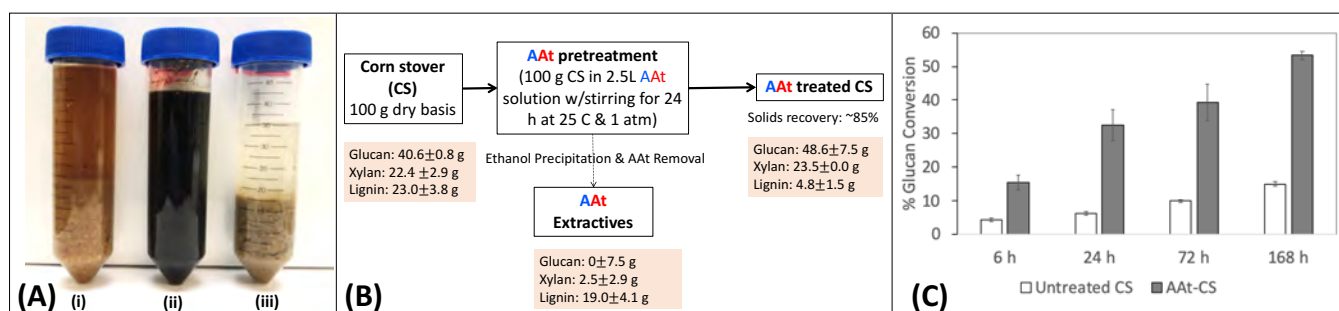 (A)
(i)
(ii)
(iii)
(B)
Corn stover
(CS)
100 g dry basis
Glucan: 40.6±0.8 g
Xylan: 22.4 ±2.9 g
Lignin: 23.0±3.8 g
AAt pretreatment
(100 g CS in 2.5L AAt
solution w/stirring for 24
h at 25 C & 1 atm)
Ethanol Precipitation & AAt Removal
AAt
Extractives
Glucan: 0±7.5 g
Xylan: 2.5±2.9 g
Lignin: 19.0±4.1 g
AAt treated CS
Solids recovery: ~85%
Glucan: 48.6±7.5 g
Xylan: 23.5±0.0 g
Lignin: 4.8±1.5 g
(C)
% Glucan Conversion
60
50
40
30
20
10
0
6 h 24 h 72 h 168 h
Untreated CS AAt-CS